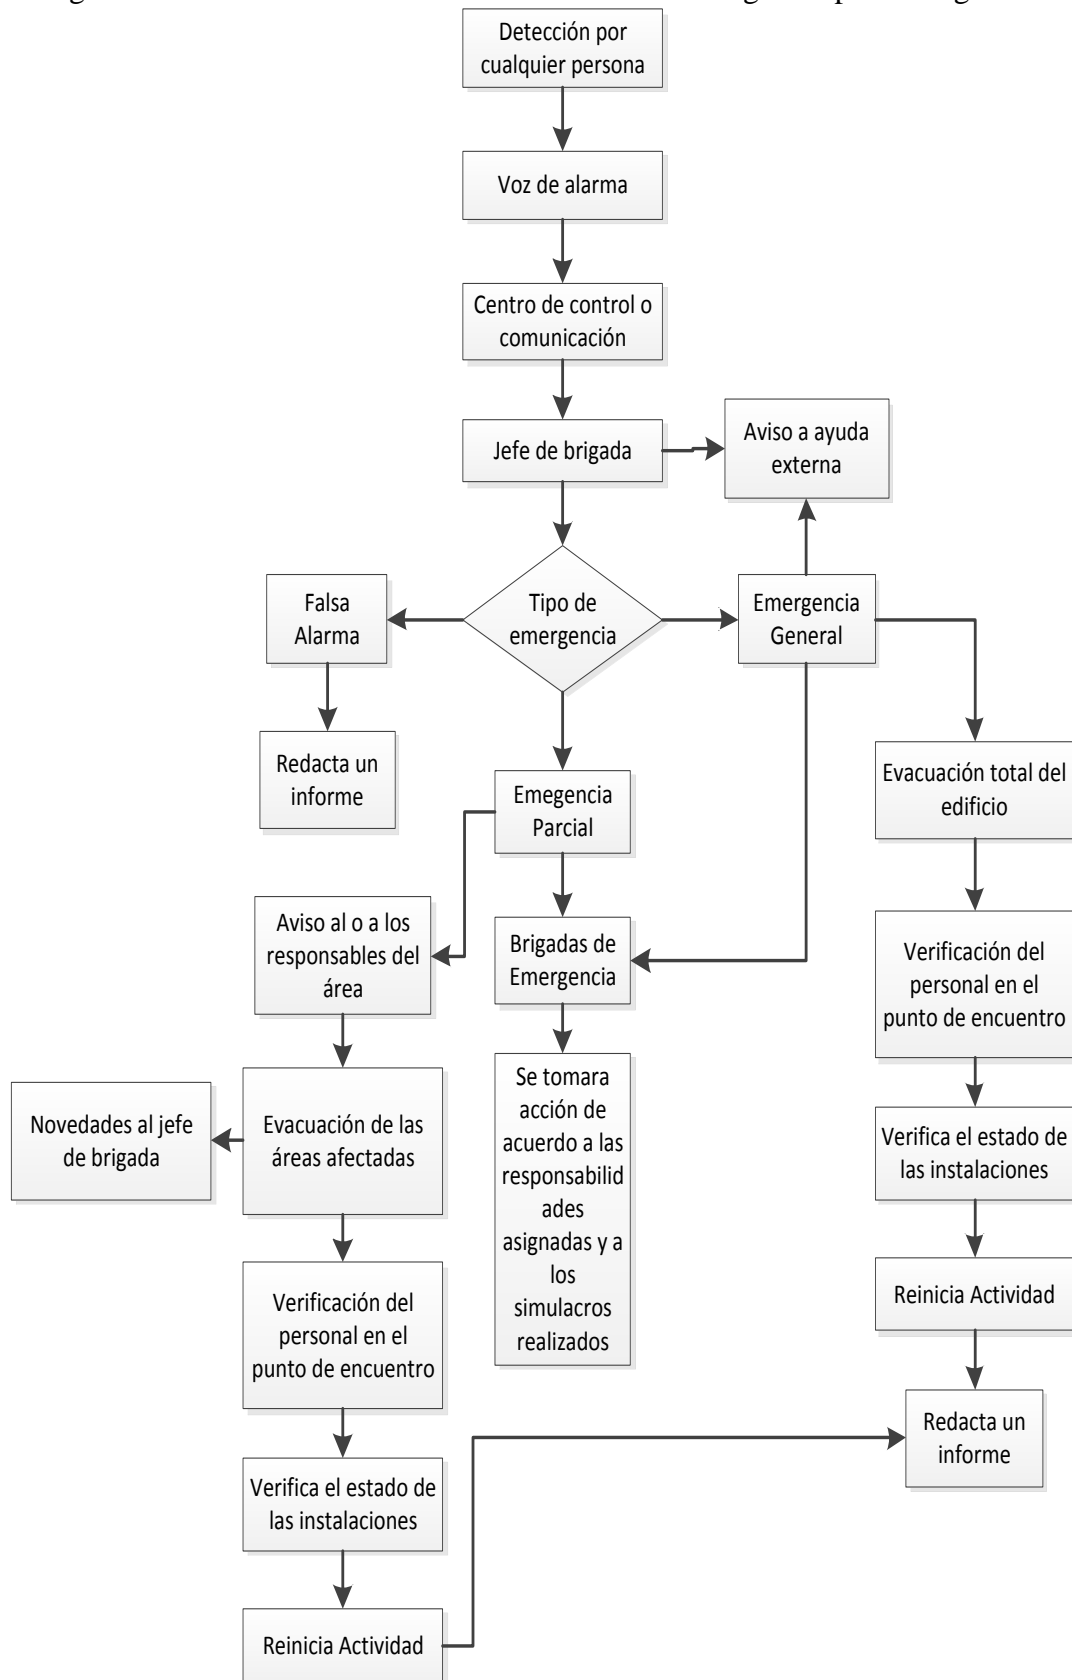 Detección por
cualquier persona
Voz de alarma
Centro de control o
comunicación
Jefe de brigada
Aviso a ayuda
externa
Tipo de
emergencia
Falsa
Alarma
Emergencia
General
Redacta un
informe
Emegencia
Parcial
Evacuación total del
edificio
Aviso al o a los
responsables del
área
Brigadas de
Emergencia
Verificación del
personal en el
punto de encuentro
Novedades al jefe
de brigada
Evacuación de las
áreas afectadas
Se tomara
acción de
acuerdo a las
responsabilid
ades
asignadas y a
los
simulacros
realizados
Verifica el estado de
las instalaciones
Verificación del
personal en el
punto de encuentro
Reinicia Actividad
Redacta un
informe
Verifica el estado de
las instalaciones
Reinicia Actividad